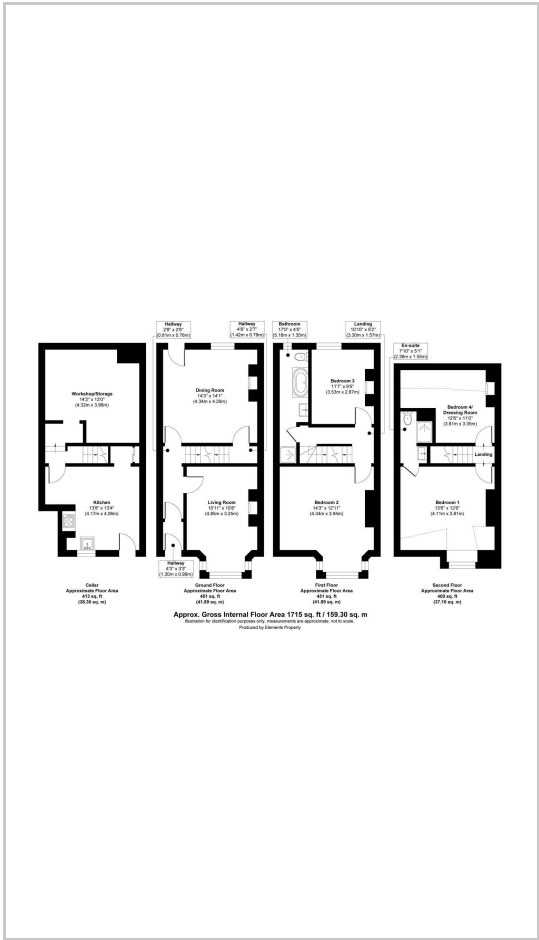 Hallway
2'8" x 2'6"
(0.81m x 0.76m)
Hallway
4'8" x 2'7"
(1.42m x 0.79m)
Bathroom
17'0" x 4'5"
(5.18m x 1.35m)
Landing
10'10" x 5'2"
(3.30m x 1.57m)
En-suite
7'10" x 5'1"
(2.39m x 1.55m)
Workshop/Storage
14'2" x 13'0"
(4.32m x 3.96m)
Dining Room
14'3" x 14'1"
(4.34m x 4.29m)
Bedroom 3
11'7" x 9'5"
(3.53m x 2.87m)
Bedroom 4/
Dressing Room
12'6" x 11'0"
(3.81m x 3.35m)
Landing
Kitchen
13'8" x 13'4"
(4.17m x 4.06m)
Living Room
15'11" x 10'8"
(4.85m x 3.25m)
Bedroom 2
14'3" x 12'11"
(4.34m x 3.94m)
Bedroom 1
13'6" x 12'6"
(4.11m x 3.81m)
Hallway
4'3" x 3'3"
(1.30m x 0.99m)
Cellar
Approximate Floor Area
413 sq. ft
(38.36 sq. m)
Ground Floor
Approximate Floor Area
451 sq. ft
(41.89 sq. m)
First Floor
Approximate Floor Area
451 sq. ft
(41.89 sq. m)
Second Floor
Approximate Floor Area
400 sq. ft
(37.16 sq. m)
Approx. Gross Internal Floor Area 1715 sq. ft / 159.30 sq. m
Illustration for identification purposes only, measurements are approximate, not to scale.
Produced by Elements Property